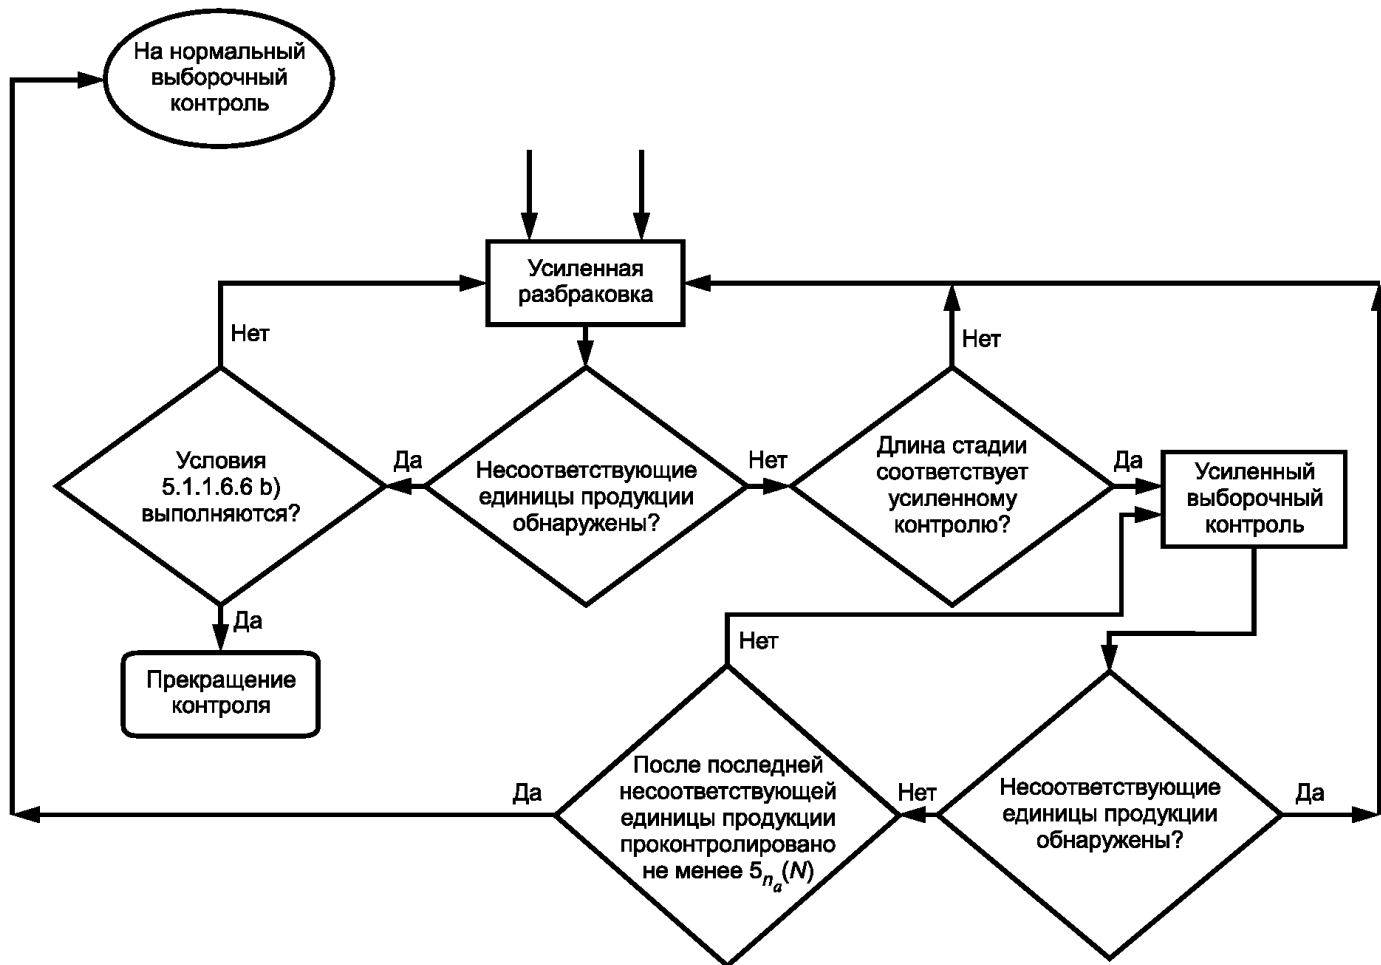 На нормальный
выборочный
контроль
Усиленная
разбраковка
Нет
Нет
Условия
5.1.1.6.6 b)
выполняются?
Да
Несоответствующие
единицы продукции
обнаружены?
Нет
Длина стадии
соответствует
усиленному
контролю?
Да
Усиленный
выборочный
контроль
Да
Прекращение
контроля
Нет
Да
После последней
несоответствующей
единицы продукции
проконтролировано
не менее 5nₐ(N)
Нет
Несоответствующие
единицы продукции
обнаружены?
Да